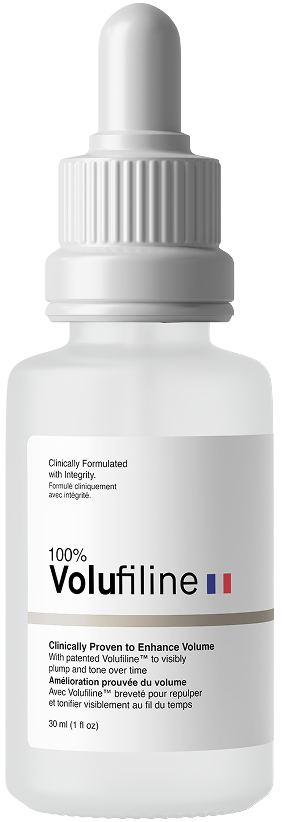 Clinically Formulated
with Integrity.
Formulé cliniquement
avec intégrité.
100%
Volufiline
Clinically Proven to Enhance Volume
With patented Volufiline™ to visibly
plump and tone over time
Amélioration prouvée du volume
Avec Volufiline™ breveté pour repulper
et tonifier visiblement au fil du temps
30 ml (1 fl oz)